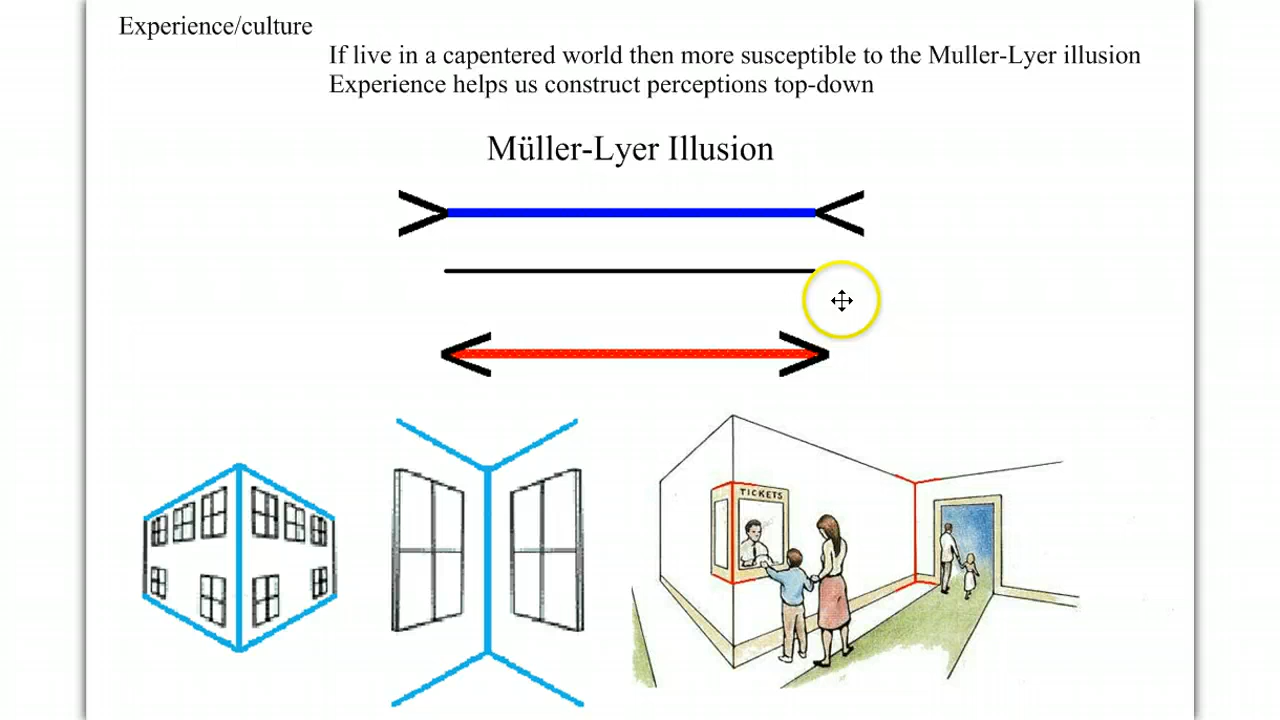 Experience/culture
If live in a capentered world then more susceptible to the Muller-Lyer illusion
Experience helps us construct perceptions top-down
Müller-Lyer Illusion
TICKETS